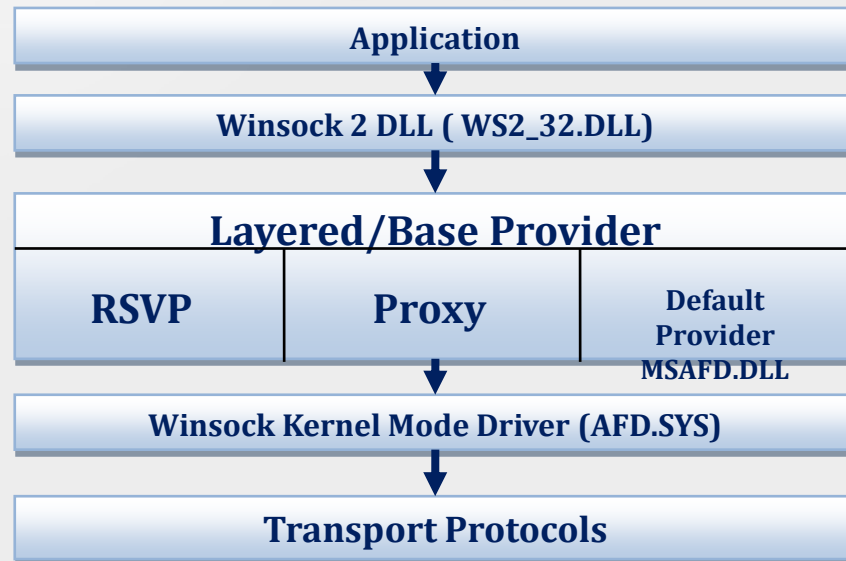 Application
Winsock 2 DLL ( WS2_32.DLL)
Layered/Base Provider
RSVP
Proxy
Default
Provider
MSAFD.DLL
Winsock Kernel Mode Driver (AFD.SYS)
Transport Protocols